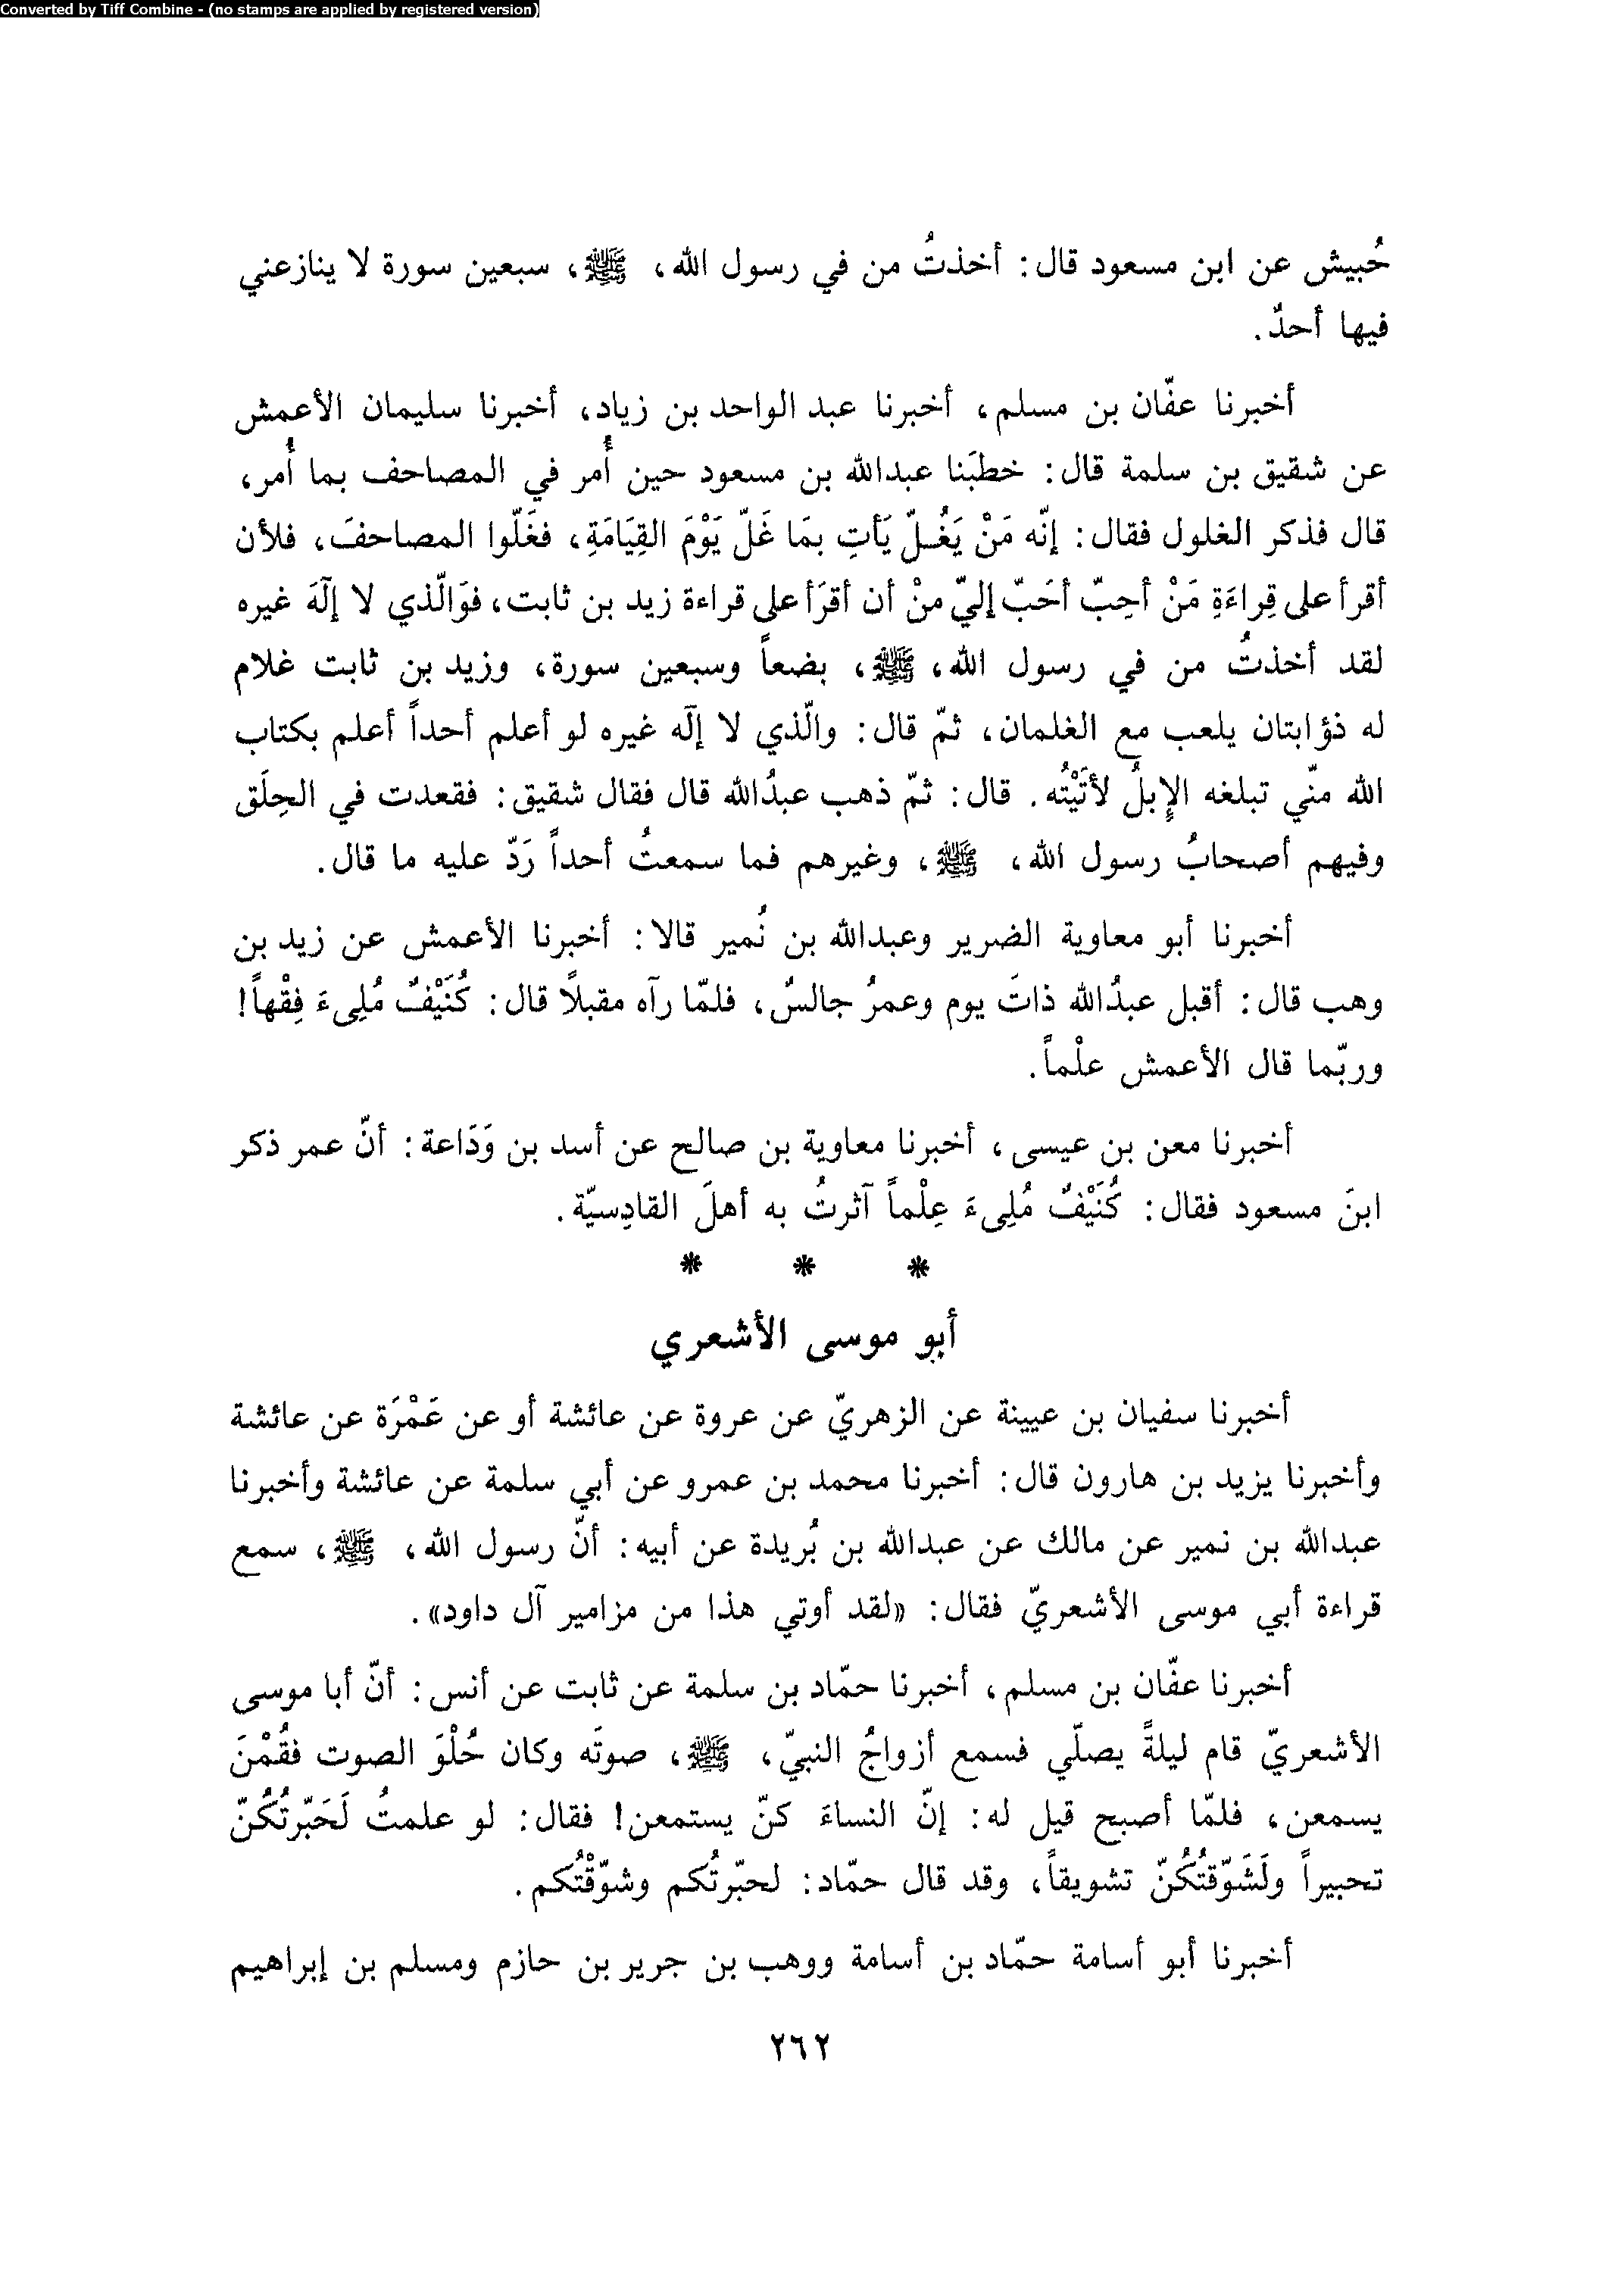 Converted by Tiff Combine - (no stamps are applied by registered version)
حُبيش عن ابن مسعود قال: أخذتُ من في رسول الله، ﷺ، سبعين سورة لا ينازعني
فيها أحدٌ.
أخبرنا عفّان بن مسلم، أخبرنا عبد الواحد بن زياد، أخبرنا سليمان الأعمش
عن شقيق بن سلمة قال: خطبَنا عبدالله بن مسعود حين أُمر في المصاحف بما أُمر،
قال فذكر الغلول فقال: إنّه مَنْ يَغُلّ يَأتِ بمَا غَلّ يَوْمَ القِيَامَةِ، فغَلّوا المصاحفَ، فلأن
أقرأ على قِراءَةِ مَنْ أحِبّ أحَبّ إليّ منْ أن أقرَأ على قراءة زيد بن ثابت، فوَالّذي لا إلَهَ غيره
لقد أخذتُ من في رسول الله، ﷺ، بضعاً وسبعين سورة، وزيد بن ثابت غلام
له ذؤابتان يلعب مع الغلمان، ثمّ قال: والّذي لا إلَه غيره لو أعلم أحداً أعلم بكتاب
الله منّي تبلغه الإبلُ لأتَيْتُه. قال: ثمّ ذهب عبدُالله قال فقال شقيق: فقعدت في الحِلَق
وفيهم أصحابُ رسول الله، ﷺ، وغيرهم فما سمعتُ أحداً رَدّ عليه ما قال.
أخبرنا أبو معاوية الضرير وعبدالله بن نُمير قالا: أخبرنا الأعمش عن زيد بن
وهب قال: أقبل عبدُالله ذاتَ يوم وعمرُ جالسٌ، فلمّا رآه مقبلاً قال: كُنَيْفٌ مُلِىءَ فِقْهاً!
وربّما قال الأعمش علْماً.
أخبرنا معن بن عيسى، أخبرنا معاوية بن صالح عن أسد بن وَدَاعة: أنّ عمر ذكر
ابنَ مسعود فقال: كُنَيْفٌ مُلِىءَ عِلْماً آثرتُ به أهلَ القادِسيّة.
* * *
أبو موسى الأشعري
أخبرنا سفيان بن عيينة عن الزهريّ عن عروة عن عائشة أو عن عَمْرَة عن عائشة
وأخبرنا يزيد بن هارون قال: أخبرنا محمد بن عمرو عن أبي سلمة عن عائشة وأخبرنا
عبدالله بن نمير عن مالك عن عبدالله بن بُريدة عن أبيه: أنّ رسول الله، ﷺ، سمع
قراءة أبي موسى الأشعريّ فقال: «لقد أوتي هذا من مزامير آل داود».
أخبرنا عفّان بن مسلم، أخبرنا حمّاد بن سلمة عن ثابت عن أنس: أنّ أبا موسى
الأشعريّ قام ليلةً يصلّي فسمع أزواجُ النبيّ، ﷺ، صوتَه وكان حُلْوَ الصوت فقُمْنَ
يسمعن، فلمّا أصبح قيل له: إنّ النساءَ كنّ يستمعن! فقال: لو علمتُ لَحَبّرتُكُنّ
تحبيراً ولَشَوّقتُكُنّ تشويقاً، وقد قال حمّاد: لحبّرتُكم وشوّقْتُكم.
أخبرنا أبو أسامة حمّاد بن أسامة ووهب بن جرير بن حازم ومسلم بن إبراهيم
٢٦٢